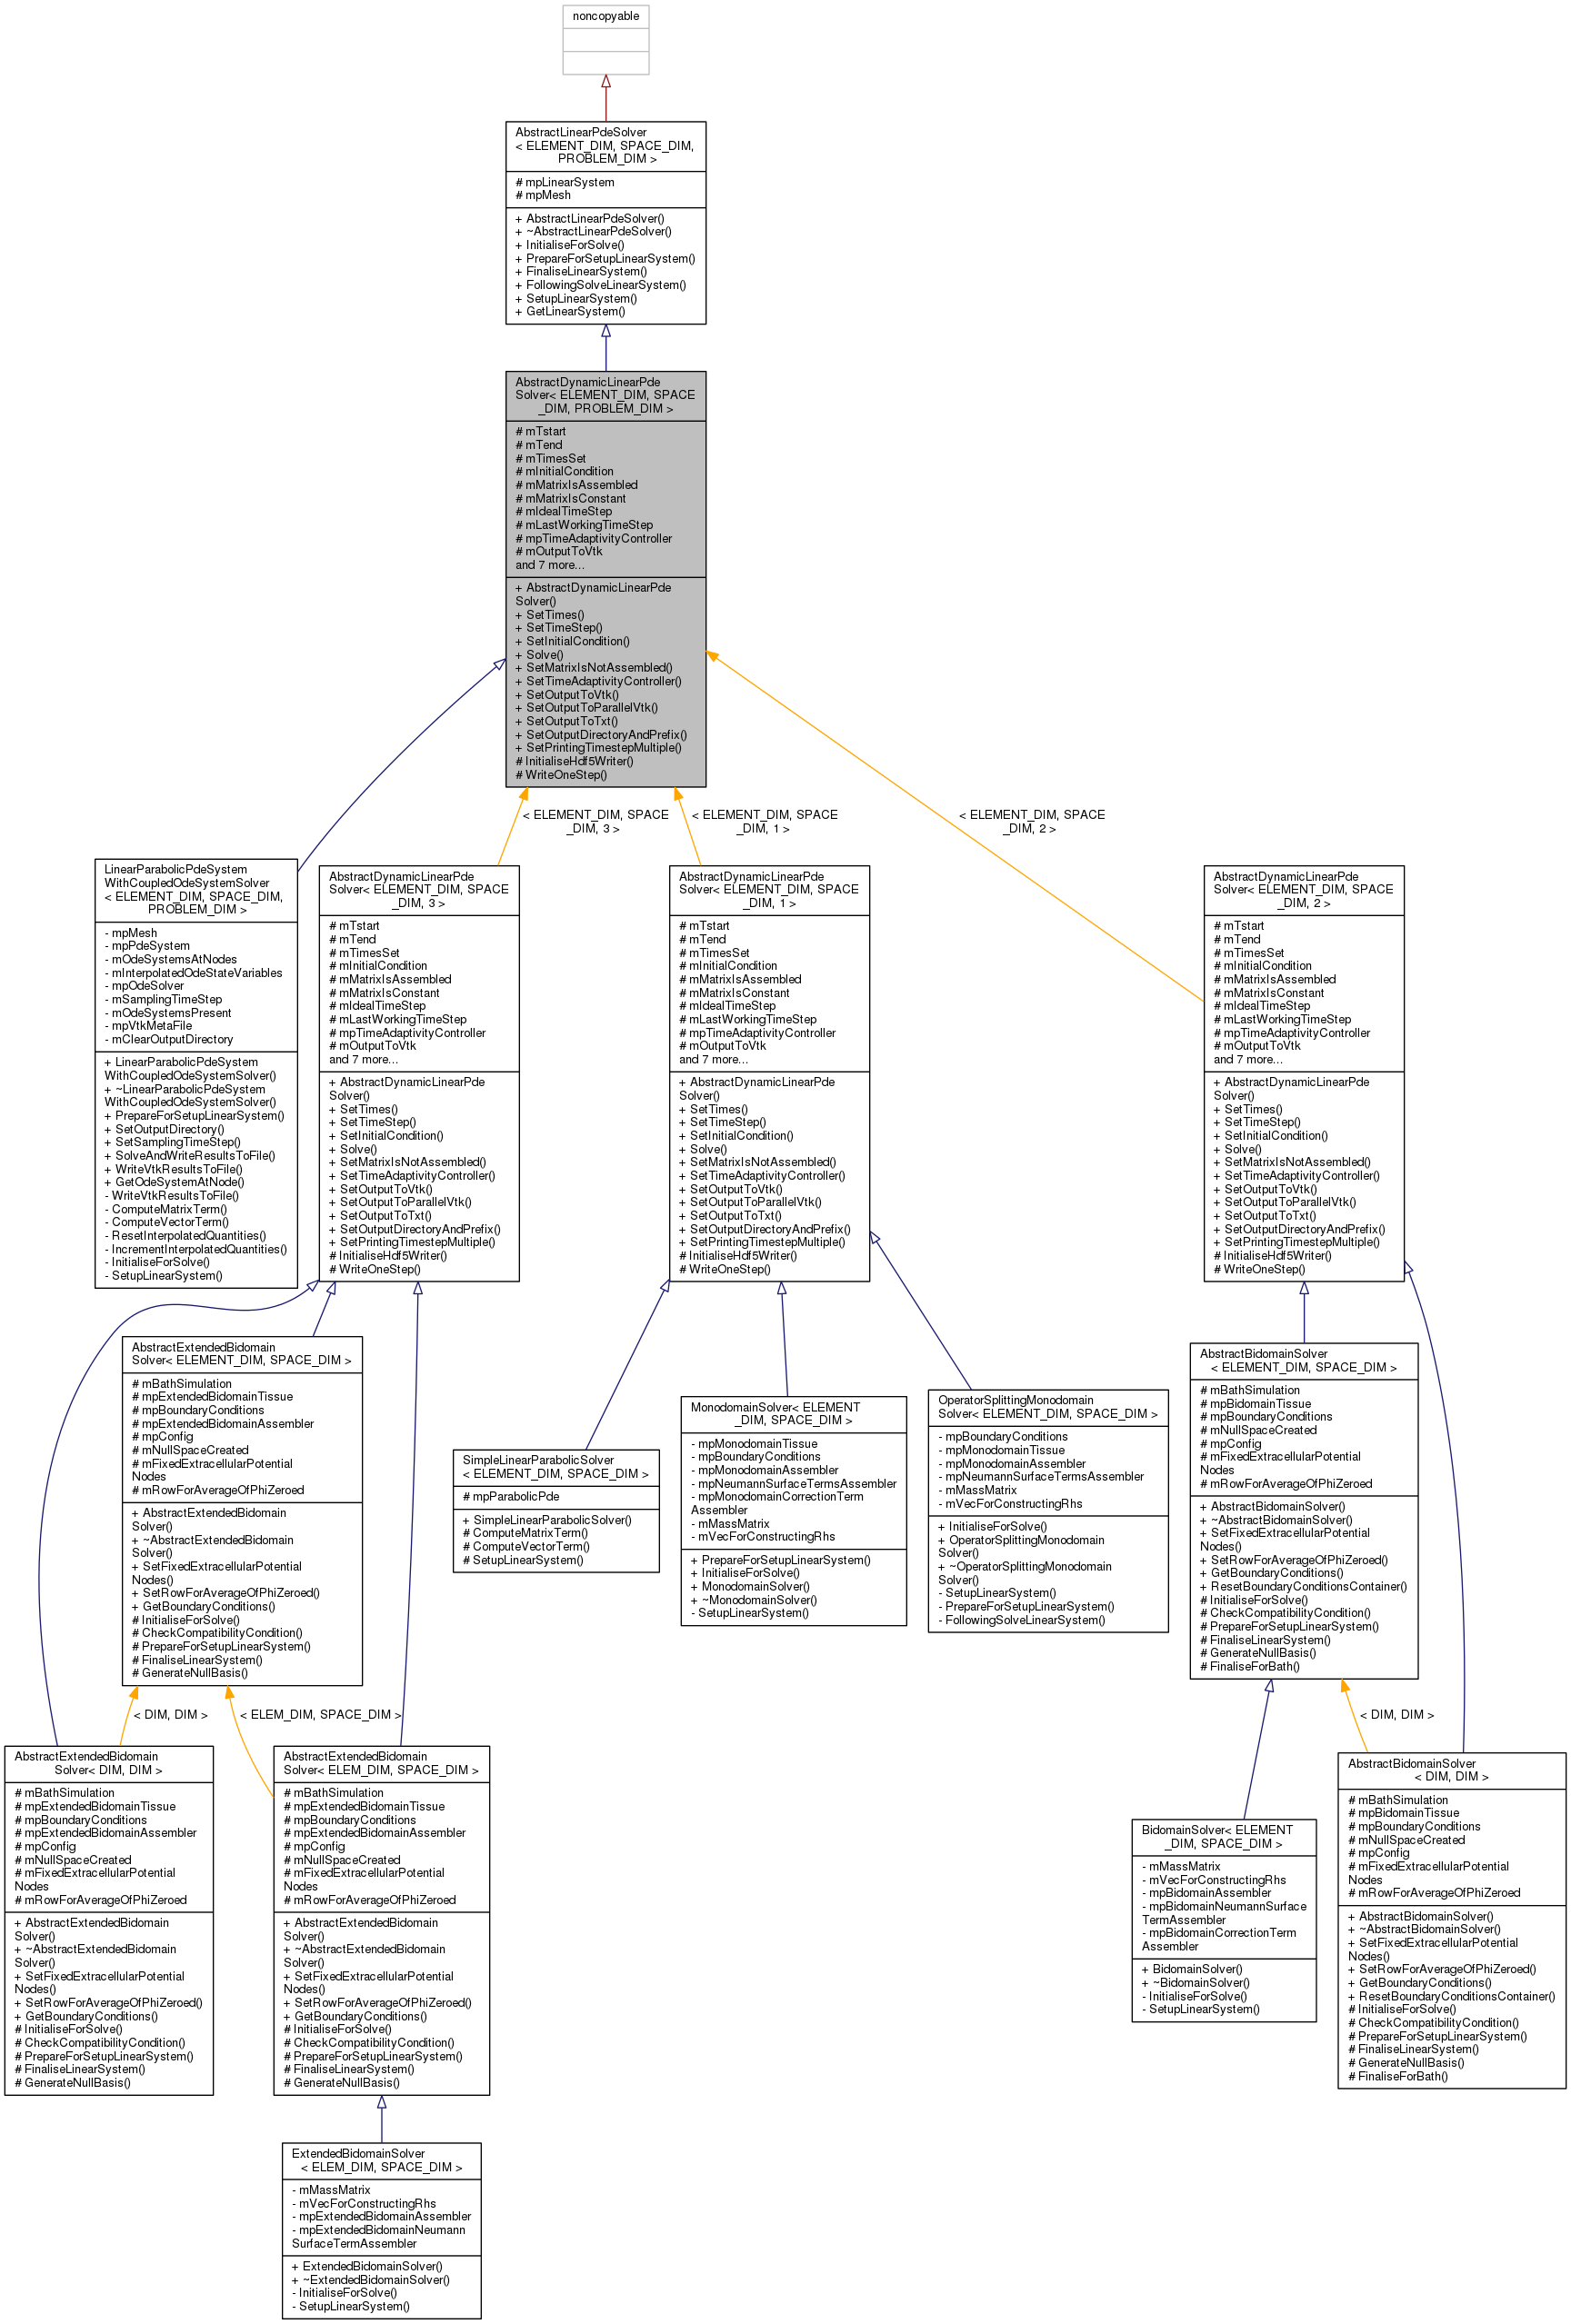 noncopyable
AbstractLinearPdeSolver
< ELEMENT_DIM, SPACE_DIM,
PROBLEM_DIM >
# mpLinearSystem
# mpMesh
+ AbstractLinearPdeSolver()
+ ~AbstractLinearPdeSolver()
+ InitialiseForSolve()
+ PrepareForSetupLinearSystem()
+ FinaliseLinearSystem()
+ FollowingSolveLinearSystem()
+ SetupLinearSystem()
+ GetLinearSystem()
AbstractDynamicLinearPde
Solver< ELEMENT_DIM, SPACE
_DIM, PROBLEM_DIM >
# mTstart
# mTend
# mTimesSet
# mInitialCondition
# mMatrixIsAssembled
# mMatrixIsConstant
# mIdealTimeStep
# mLastWorkingTimeStep
# mpTimeAdaptivityController
# mOutputToVtk
and 7 more...
+ AbstractDynamicLinearPde
Solver()
+ SetTimes()
+ SetTimeStep()
+ SetInitialCondition()
+ Solve()
+ SetMatrixIsNotAssembled()
+ SetTimeAdaptivityController()
+ SetOutputToVtk()
+ SetOutputToParallelVtk()
+ SetOutputToTxt()
+ SetOutputDirectoryAndPrefix()
+ SetPrintingTimestepMultiple()
# InitialiseHdf5Writer()
# WriteOneStep()
< ELEMENT_DIM, SPACE
_DIM, 3 >
< ELEMENT_DIM, SPACE
_DIM, 1 >
< ELEMENT_DIM, SPACE
_DIM, 2 >
LinearParabolicPdeSystem
WithCoupledOdeSystemSolver
< ELEMENT_DIM, SPACE_DIM,
PROBLEM_DIM >
- mpMesh
- mpPdeSystem
- mOdeSystemsAtNodes
- mInterpolatedOdeStateVariables
- mpOdeSolver
- mSamplingTimeStep
- mOdeSystemsPresent
- mpVtkMetaFile
- mClearOutputDirectory
+ LinearParabolicPdeSystem
WithCoupledOdeSystemSolver()
+ ~LinearParabolicPdeSystem
WithCoupledOdeSystemSolver()
+ PrepareForSetupLinearSystem()
+ SetOutputDirectory()
+ SetSamplingTimeStep()
+ SolveAndWriteResultsToFile()
+ WriteVtkResultsToFile()
+ GetOdeSystemAtNode()
- WriteVtkResultsToFile()
- ComputeMatrixTerm()
- ComputeVectorTerm()
- ResetInterpolatedQuantities()
- IncrementInterpolatedQuantities()
- InitialiseForSolve()
- SetupLinearSystem()
AbstractDynamicLinearPde
Solver< ELEMENT_DIM, SPACE
_DIM, 3 >
# mTstart
# mTend
# mTimesSet
# mInitialCondition
# mMatrixIsAssembled
# mMatrixIsConstant
# mIdealTimeStep
# mLastWorkingTimeStep
# mpTimeAdaptivityController
# mOutputToVtk
and 7 more...
+ AbstractDynamicLinearPde
Solver()
+ SetTimes()
+ SetTimeStep()
+ SetInitialCondition()
+ Solve()
+ SetMatrixIsNotAssembled()
+ SetTimeAdaptivityController()
+ SetOutputToVtk()
+ SetOutputToParallelVtk()
+ SetOutputToTxt()
+ SetOutputDirectoryAndPrefix()
+ SetPrintingTimestepMultiple()
# InitialiseHdf5Writer()
# WriteOneStep()
AbstractDynamicLinearPde
Solver< ELEMENT_DIM, SPACE
_DIM, 1 >
# mTstart
# mTend
# mTimesSet
# mInitialCondition
# mMatrixIsAssembled
# mMatrixIsConstant
# mIdealTimeStep
# mLastWorkingTimeStep
# mpTimeAdaptivityController
# mOutputToVtk
and 7 more...
+ AbstractDynamicLinearPde
Solver()
+ SetTimes()
+ SetTimeStep()
+ SetInitialCondition()
+ Solve()
+ SetMatrixIsNotAssembled()
+ SetTimeAdaptivityController()
+ SetOutputToVtk()
+ SetOutputToParallelVtk()
+ SetOutputToTxt()
+ SetOutputDirectoryAndPrefix()
+ SetPrintingTimestepMultiple()
# InitialiseHdf5Writer()
# WriteOneStep()
AbstractDynamicLinearPde
Solver< ELEMENT_DIM, SPACE
_DIM, 2 >
# mTstart
# mTend
# mTimesSet
# mInitialCondition
# mMatrixIsAssembled
# mMatrixIsConstant
# mIdealTimeStep
# mLastWorkingTimeStep
# mpTimeAdaptivityController
# mOutputToVtk
and 7 more...
+ AbstractDynamicLinearPde
Solver()
+ SetTimes()
+ SetTimeStep()
+ SetInitialCondition()
+ Solve()
+ SetMatrixIsNotAssembled()
+ SetTimeAdaptivityController()
+ SetOutputToVtk()
+ SetOutputToParallelVtk()
+ SetOutputToTxt()
+ SetOutputDirectoryAndPrefix()
+ SetPrintingTimestepMultiple()
# InitialiseHdf5Writer()
# WriteOneStep()
AbstractExtendedBidomain
Solver< ELEMENT_DIM, SPACE_DIM >
# mBathSimulation
# mpExtendedBidomainTissue
# mpBoundaryConditions
# mpExtendedBidomainAssembler
# mpConfig
# mNullSpaceCreated
# mFixedExtracellularPotential
Nodes
# mRowForAverageOfPhiZeroed
+ AbstractExtendedBidomain
Solver()
+ ~AbstractExtendedBidomain
Solver()
+ SetFixedExtracellularPotential
Nodes()
+ SetRowForAverageOfPhiZeroed()
+ GetBoundaryConditions()
# InitialiseForSolve()
# CheckCompatibilityCondition()
# PrepareForSetupLinearSystem()
# FinaliseLinearSystem()
# GenerateNullBasis()
SimpleLinearParabolicSolver
< ELEMENT_DIM, SPACE_DIM >
# mpParabolicPde
+ SimpleLinearParabolicSolver()
# ComputeMatrixTerm()
# ComputeVectorTerm()
# SetupLinearSystem()
MonodomainSolver< ELEMENT
_DIM, SPACE_DIM >
- mpMonodomainTissue
- mpBoundaryConditions
- mpMonodomainAssembler
- mpNeumannSurfaceTermsAssembler
- mpMonodomainCorrectionTerm
Assembler
- mMassMatrix
- mVecForConstructingRhs
+ PrepareForSetupLinearSystem()
+ InitialiseForSolve()
+ MonodomainSolver()
+ ~MonodomainSolver()
- SetupLinearSystem()
OperatorSplittingMonodomain
Solver< ELEMENT_DIM, SPACE_DIM >
- mpBoundaryConditions
- mpMonodomainTissue
- mpMonodomainAssembler
- mpNeumannSurfaceTermsAssembler
- mMassMatrix
- mVecForConstructingRhs
+ InitialiseForSolve()
+ OperatorSplittingMonodomain
Solver()
+ ~OperatorSplittingMonodomain
Solver()
- SetupLinearSystem()
- PrepareForSetupLinearSystem()
- FollowingSolveLinearSystem()
AbstractBidomainSolver
< ELEMENT_DIM, SPACE_DIM >
# mBathSimulation
# mpBidomainTissue
# mpBoundaryConditions
# mNullSpaceCreated
# mpConfig
# mFixedExtracellularPotential
Nodes
# mRowForAverageOfPhiZeroed
+ AbstractBidomainSolver()
+ ~AbstractBidomainSolver()
+ SetFixedExtracellularPotential
Nodes()
+ SetRowForAverageOfPhiZeroed()
+ GetBoundaryConditions()
+ ResetBoundaryConditionsContainer()
# InitialiseForSolve()
# CheckCompatibilityCondition()
# PrepareForSetupLinearSystem()
# FinaliseLinearSystem()
# GenerateNullBasis()
# FinaliseForBath()
< DIM, DIM >
< ELEM_DIM, SPACE_DIM >
< DIM, DIM >
AbstractExtendedBidomain
Solver< DIM, DIM >
# mBathSimulation
# mpExtendedBidomainTissue
# mpBoundaryConditions
# mpExtendedBidomainAssembler
# mpConfig
# mNullSpaceCreated
# mFixedExtracellularPotential
Nodes
# mRowForAverageOfPhiZeroed
+ AbstractExtendedBidomain
Solver()
+ ~AbstractExtendedBidomain
Solver()
+ SetFixedExtracellularPotential
Nodes()
+ SetRowForAverageOfPhiZeroed()
+ GetBoundaryConditions()
# InitialiseForSolve()
# CheckCompatibilityCondition()
# PrepareForSetupLinearSystem()
# FinaliseLinearSystem()
# GenerateNullBasis()
AbstractExtendedBidomain
Solver< ELEM_DIM, SPACE_DIM >
# mBathSimulation
# mpExtendedBidomainTissue
# mpBoundaryConditions
# mpExtendedBidomainAssembler
# mpConfig
# mNullSpaceCreated
# mFixedExtracellularPotential
Nodes
# mRowForAverageOfPhiZeroed
+ AbstractExtendedBidomain
Solver()
+ ~AbstractExtendedBidomain
Solver()
+ SetFixedExtracellularPotential
Nodes()
+ SetRowForAverageOfPhiZeroed()
+ GetBoundaryConditions()
# InitialiseForSolve()
# CheckCompatibilityCondition()
# PrepareForSetupLinearSystem()
# FinaliseLinearSystem()
# GenerateNullBasis()
BidomainSolver< ELEMENT
_DIM, SPACE_DIM >
- mMassMatrix
- mVecForConstructingRhs
- mpBidomainAssembler
- mpBidomainNeumannSurface
TermAssembler
- mpBidomainCorrectionTerm
Assembler
+ BidomainSolver()
+ ~BidomainSolver()
- InitialiseForSolve()
- SetupLinearSystem()
AbstractBidomainSolver
< DIM, DIM >
# mBathSimulation
# mpBidomainTissue
# mpBoundaryConditions
# mNullSpaceCreated
# mpConfig
# mFixedExtracellularPotential
Nodes
# mRowForAverageOfPhiZeroed
+ AbstractBidomainSolver()
+ ~AbstractBidomainSolver()
+ SetFixedExtracellularPotential
Nodes()
+ SetRowForAverageOfPhiZeroed()
+ GetBoundaryConditions()
+ ResetBoundaryConditionsContainer()
# InitialiseForSolve()
# CheckCompatibilityCondition()
# PrepareForSetupLinearSystem()
# FinaliseLinearSystem()
# GenerateNullBasis()
# FinaliseForBath()
ExtendedBidomainSolver
< ELEM_DIM, SPACE_DIM >
- mMassMatrix
- mVecForConstructingRhs
- mpExtendedBidomainAssembler
- mpExtendedBidomainNeumann
SurfaceTermAssembler
+ ExtendedBidomainSolver()
+ ~ExtendedBidomainSolver()
- InitialiseForSolve()
- SetupLinearSystem()